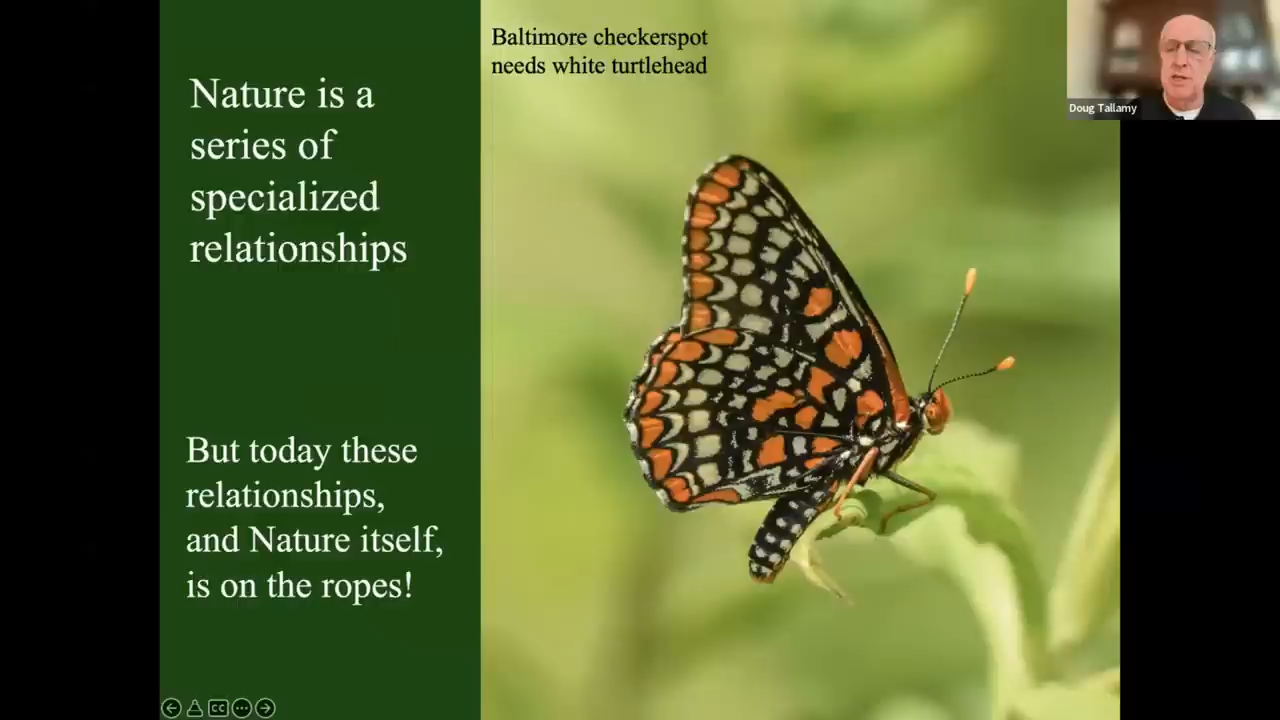 Nature is a
series of
specialized
relationships
But today these
relationships,
and Nature itself,
is on the ropes!
Baltimore checkerspot
needs white turtlehead
Doug Tallamy
CC